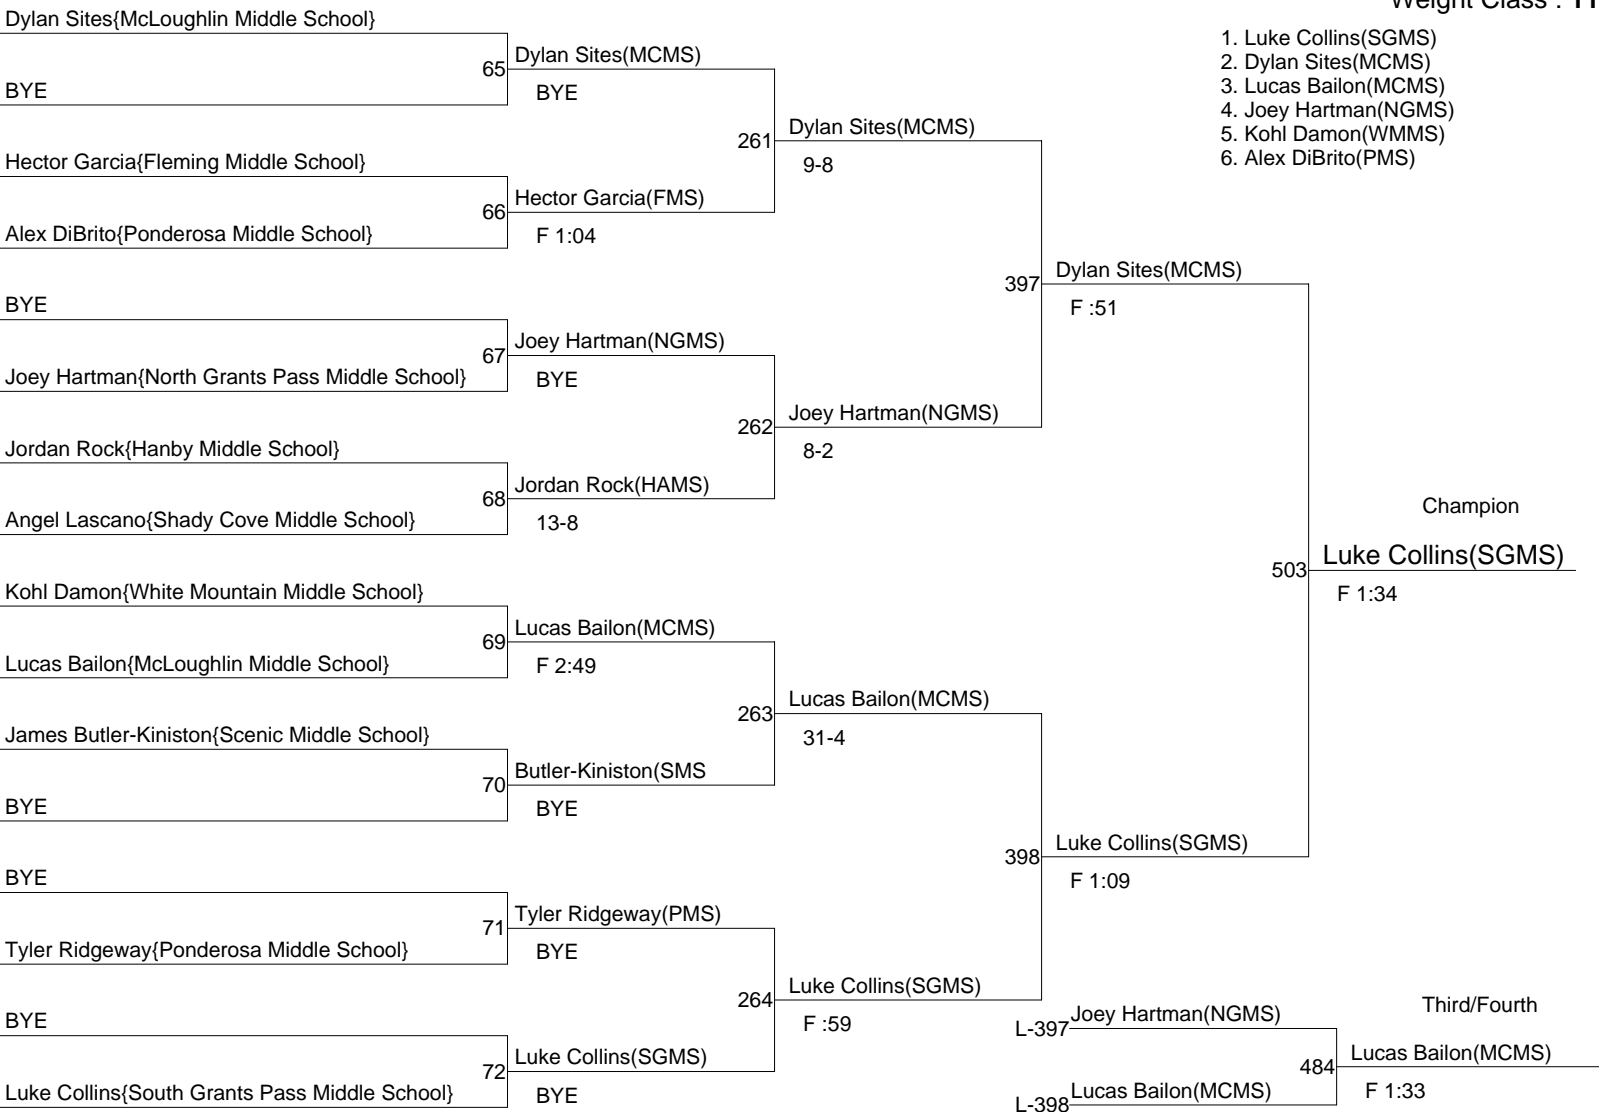 Weight Class :
1. Luke Collins(SGMS)
2. Dylan Sites(MCMS)
3. Lucas Bailon(MCMS)
4. Joey Hartman(NGMS)
5. Kohl Damon(WMMS)
6. Alex DiBrito(PMS)
Dylan Sites{McLoughlin Middle School}
BYE
Hector Garcia{Fleming Middle School}
Alex DiBrito{Ponderosa Middle School}
BYE
Joey Hartman{North Grants Pass Middle School}
Jordan Rock{Hanby Middle School}
Angel Lascano{Shady Cove Middle School}
Kohl Damon{White Mountain Middle School}
Lucas Bailon{McLoughlin Middle School}
James Butler-Kiniston{Scenic Middle School}
BYE
BYE
Tyler Ridgeway{Ponderosa Middle School}
BYE
Luke Collins{South Grants Pass Middle School}
65
Dylan Sites(MCMS)
BYE
66
Hector Garcia(FMS)
F 1:04
67
Joey Hartman(NGMS)
BYE
68
Jordan Rock(HAMS)
13-8
69
Lucas Bailon(MCMS)
F 2:49
70
Butler-Kiniston(SMS
BYE
71
Tyler Ridgeway(PMS)
BYE
72
Luke Collins(SGMS)
BYE
261
Dylan Sites(MCMS)
9-8
262
Joey Hartman(NGMS)
8-2
263
Lucas Bailon(MCMS)
31-4
264
Luke Collins(SGMS)
F :59
397
Dylan Sites(MCMS)
F :51
398
Luke Collins(SGMS)
F 1:09
Champion
503
Luke Collins(SGMS)
F 1:34
Third/Fourth
L-397
Joey Hartman(NGMS)
L-398
Lucas Bailon(MCMS)
484
Lucas Bailon(MCMS)
F 1:33